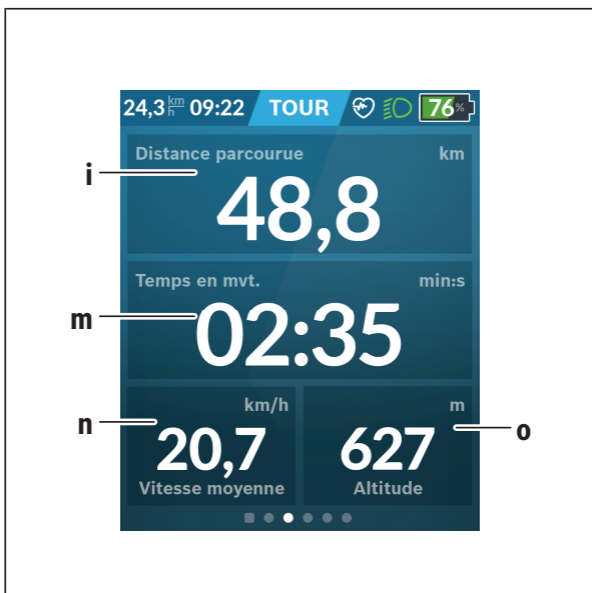 24,3 km/h 09:22 TOUR 76%
Distance parcourue km
i
48,8
Temps en mvt. min:s
m
02:35
km/h m
n
o
20,7 627
Vitesse moyenne Altitude